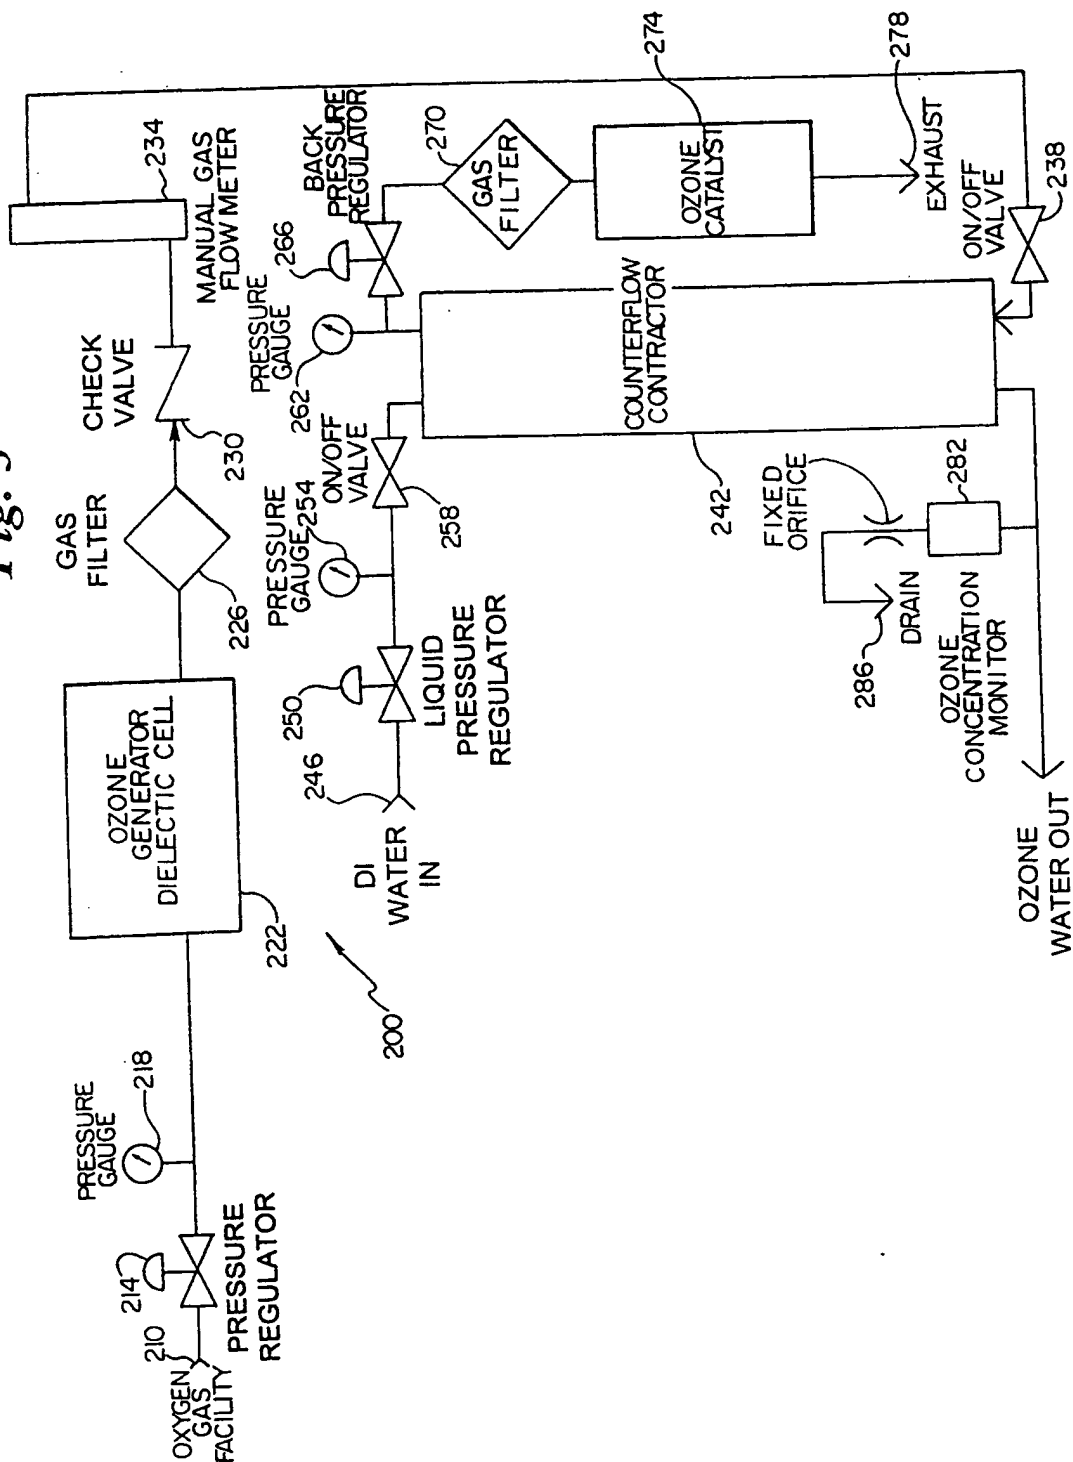 Fig.
OXYGEN
GAS
FACILITY
210
214
PRESSURE
REGULATOR
PRESSURE
GAUGE
218
OZONE
GENERATOR
DIELECTIC CELL
222
200
GAS
FILTER
226
CHECK
VALVE
230
MANUAL GAS
FLOW METER
234
DI
WATER
IN
246
250
LIQUID
PRESSURE
REGULATOR
PRESSURE
GAUGE
254
ON/OFF
VALVE
258
PRESSURE
GAUGE
262
266
BACK
PRESSURE
REGULATOR
270
GAS
FILTER
OZONE
CATALYST
274
278
EXHAUST
ON/OFF
VALVE
238
COUNTERFLOW
CONTRACTOR
242
FIXED
ORIFICE
282
DRAIN
286
OZONE
CONCENTRATION
MONITOR
OZONE
WATER OUT